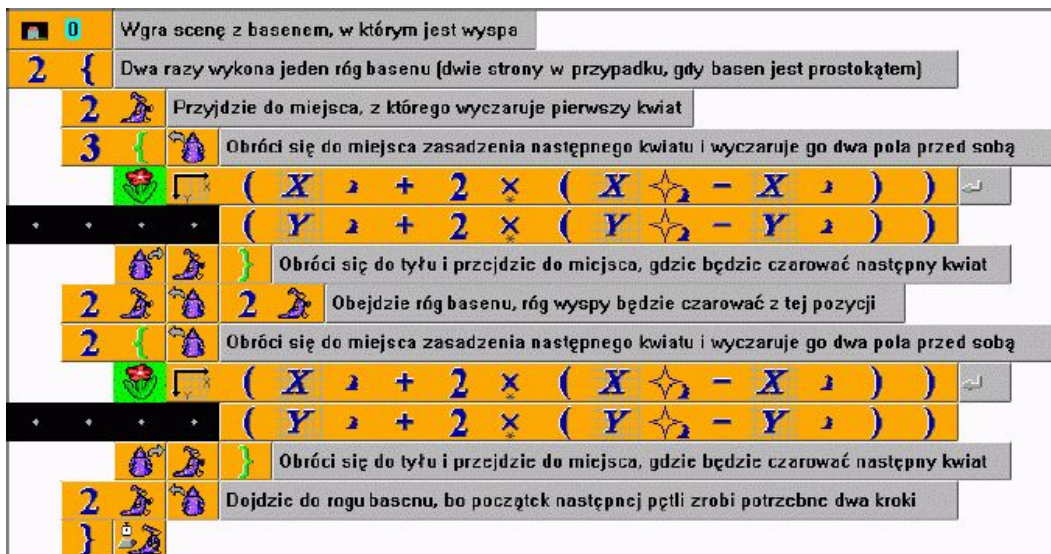 0 Wgra scenę z basenem, w którym jest wyspa
2 { Dwa razy wykona jeden róg basenu (dwie strony w przypadku, gdy basen jest prostokątem)
2 Przyjdzie do miejsca, z którego wyczaruje pierwszy kwiat
3 { Obróci się do miejsca zasadzenia następnego kwiatu i wyczaruje go dwa pola przed sobą
( X + 2 × ( X - X ) )
( Y + 2 × ( Y - Y ) )
} Obróci się do tyłu i przejdzie do miejsca, gdzie będzie czarować następny kwiat
2 2 Obejdzie róg basenu, róg wyspy będzie czarować z tej pozycji
2 { Obróci się do miejsca zasadzenia następnego kwiatu i wyczaruje go dwa pola przed sobą
( X + 2 × ( X - X ) )
( Y + 2 × ( Y - Y ) )
} Obróci się do tyłu i przejdzie do miejsca, gdzie będzie czarować następny kwiat
2 Dojdzie do rogu basenu, bo początek następnej pętli zrobi potrzebne dwa kroki
}